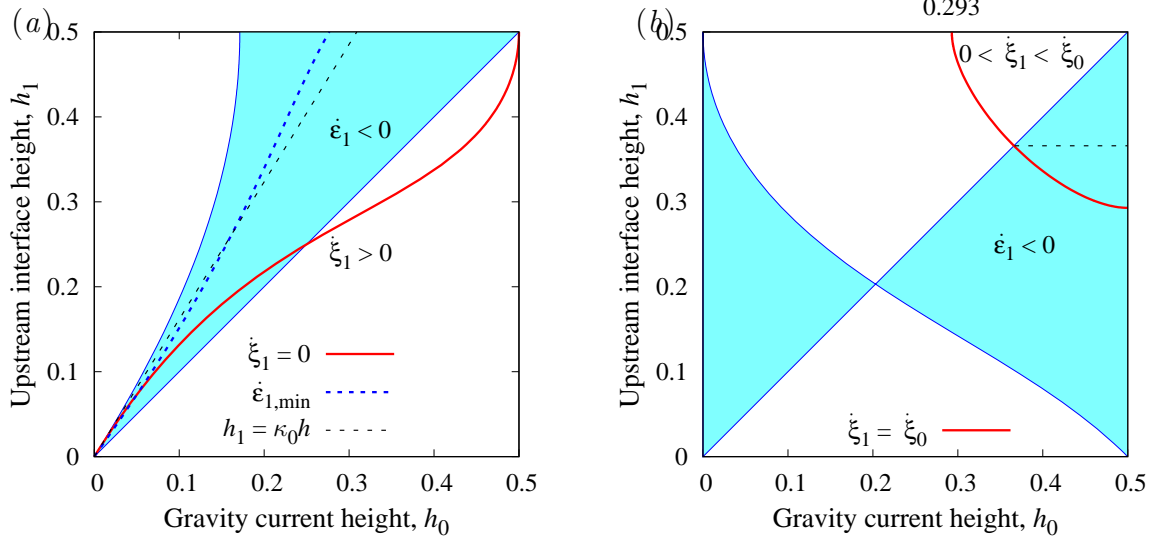 (a)
0.5
0.4
0.3
0.2
0.1
0
Upstream interface height, h₁
ε̇₁ < 0
ξ̇₁ > 0
ξ̇₁ = 0
ε̇₁,min
h₁ = κ₀h
0 0.1 0.2 0.3 0.4 0.5
Gravity current height, h₀
(b)
0.293
0.5
0.4
0.3
0.2
0.1
0
Upstream interface height, h₁
0 < ξ̇₁ < ξ̇₀
ε̇₁ < 0
ξ̇₁ = ξ̇₀
0 0.1 0.2 0.3 0.4 0.5
Gravity current height, h₀